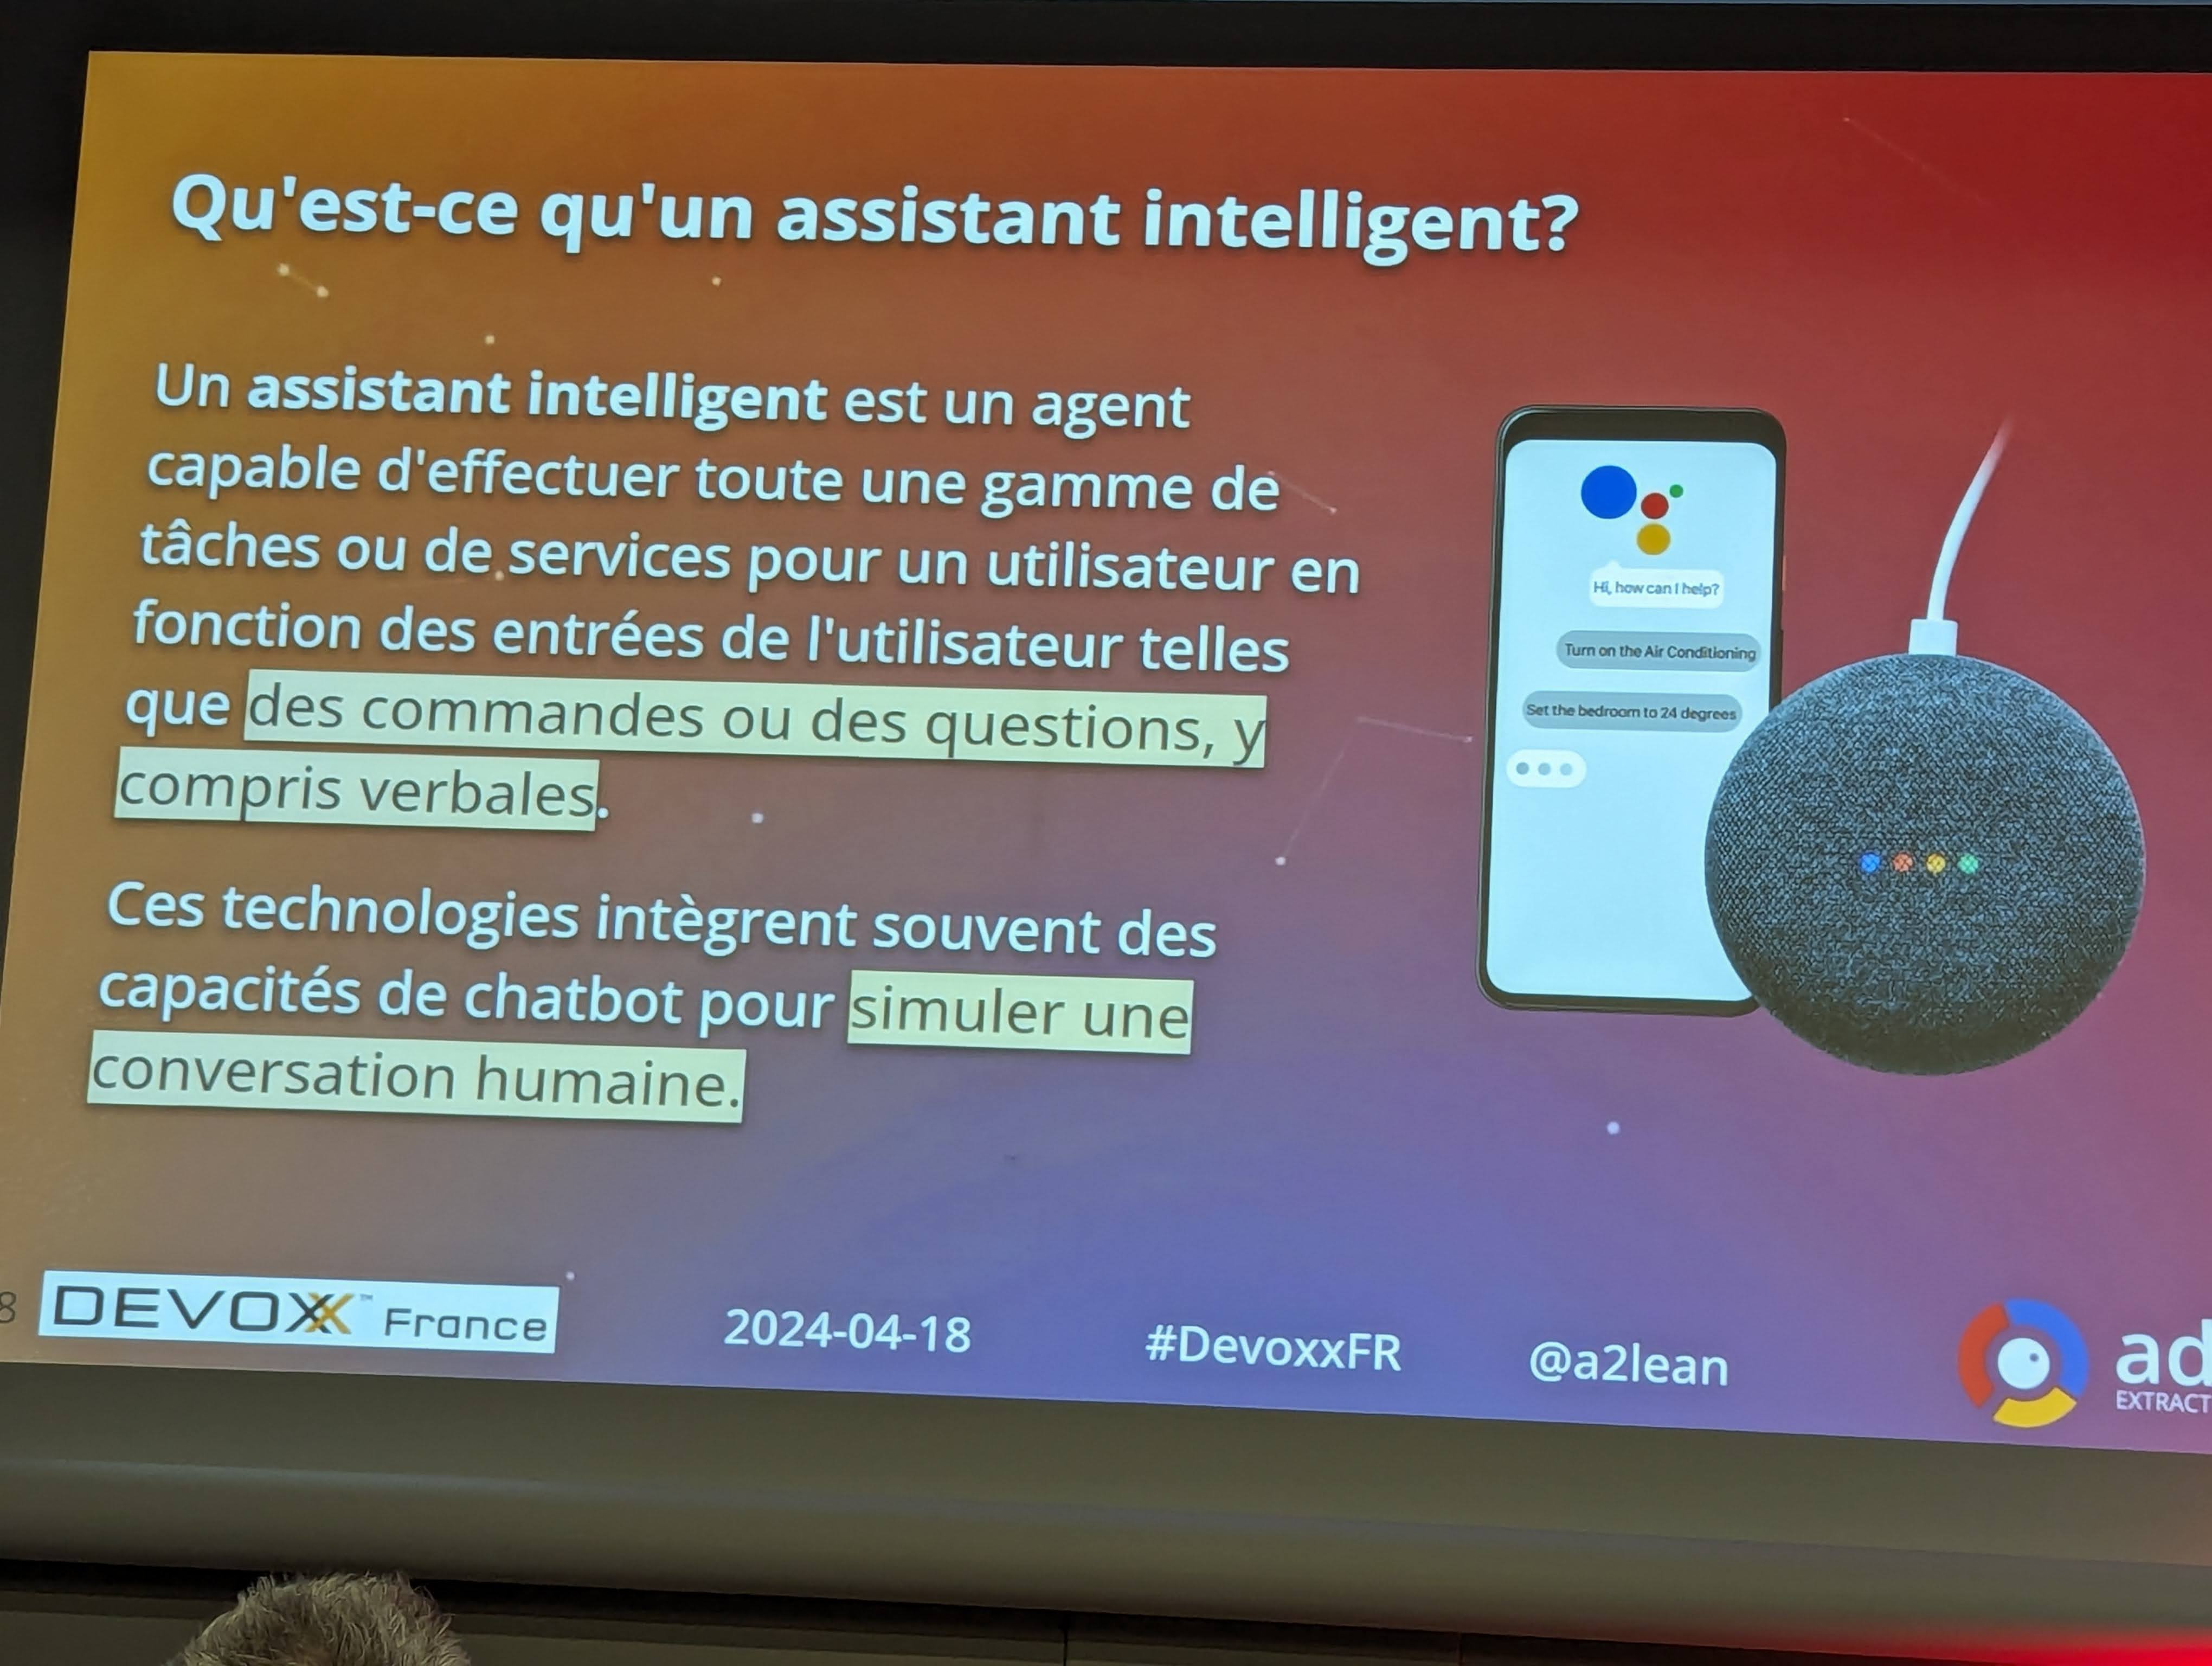 Qu'est-ce qu'un assistant intelligent?
Un assistant intelligent est un agent
capable d'effectuer toute une gamme de
tâches ou de services pour un utilisateur en
fonction des entrées de l'utilisateur telles
que des commandes ou des questions, y
compris verbales.
Ces technologies intègrent souvent des
capacités de chatbot pour simuler une
conversation humaine.
Hi, how can I help?
Turn on the Air Conditioning
Set the bedroom to 24 degrees
8
DEVOXX™ France
2024-04-18
#DevoxxFR
@a2lean
ad
EXTRACT